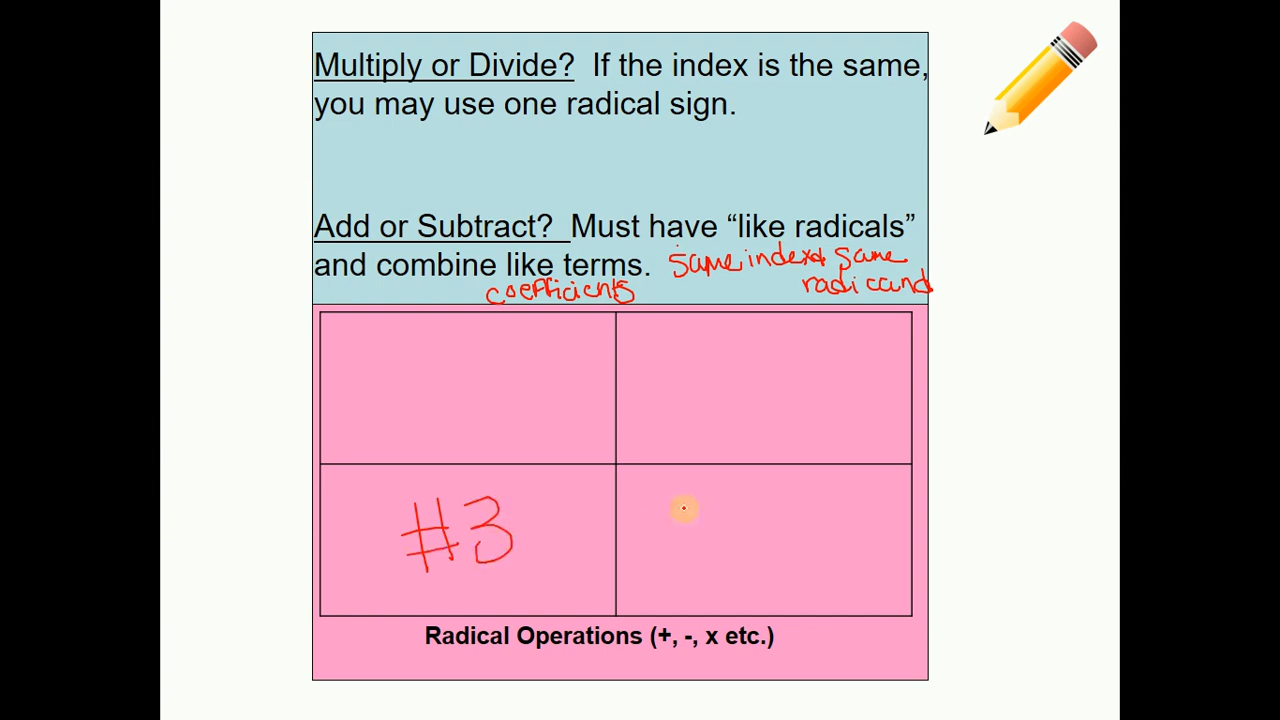 Multiply or Divide? If the index is the same,
you may use one radical sign.
Add or Subtract? Must have “like radicals”
and combine like terms. same index & same
coefficients radicand
#3
Radical Operations (+, -, x etc.)